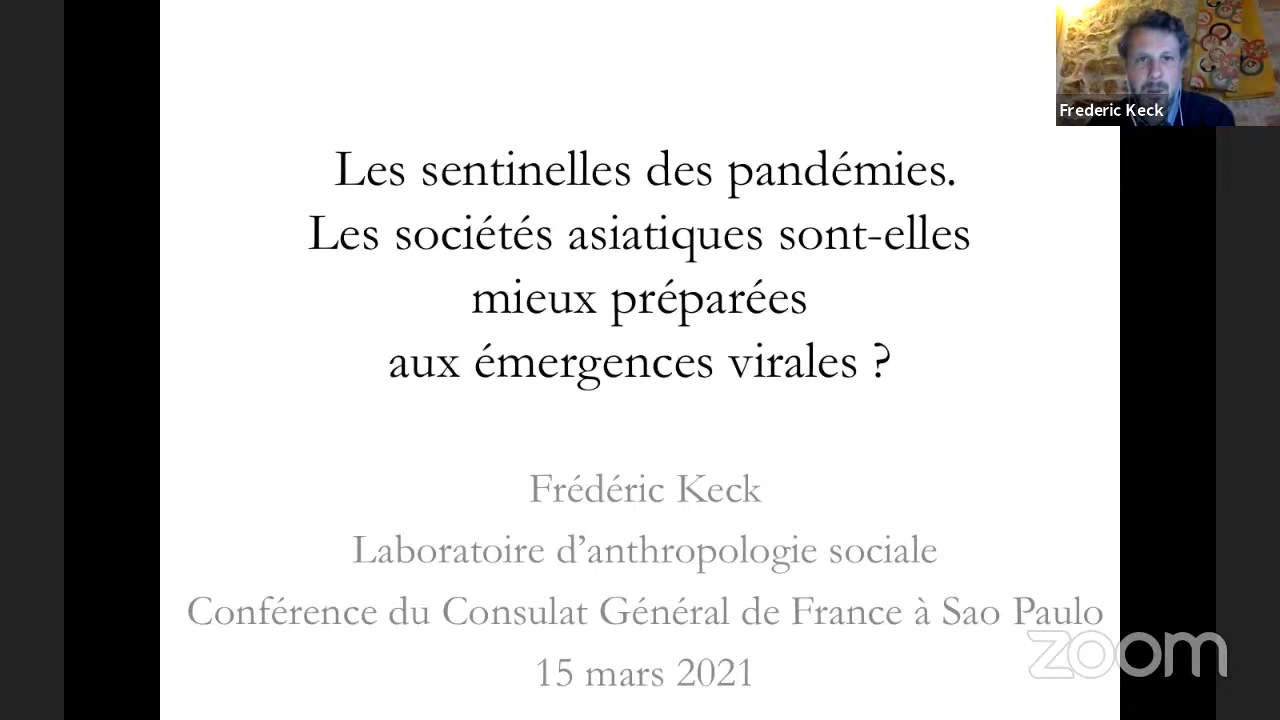 Frederic Keck
Les sentinelles des pandémies.
Les sociétés asiatiques sont-elles
mieux préparées
aux émergences virales ?
Frédéric Keck
Laboratoire d’anthropologie sociale
Conférence du Consulat Général de France à Sao Paulo
15 mars 2021
zoom